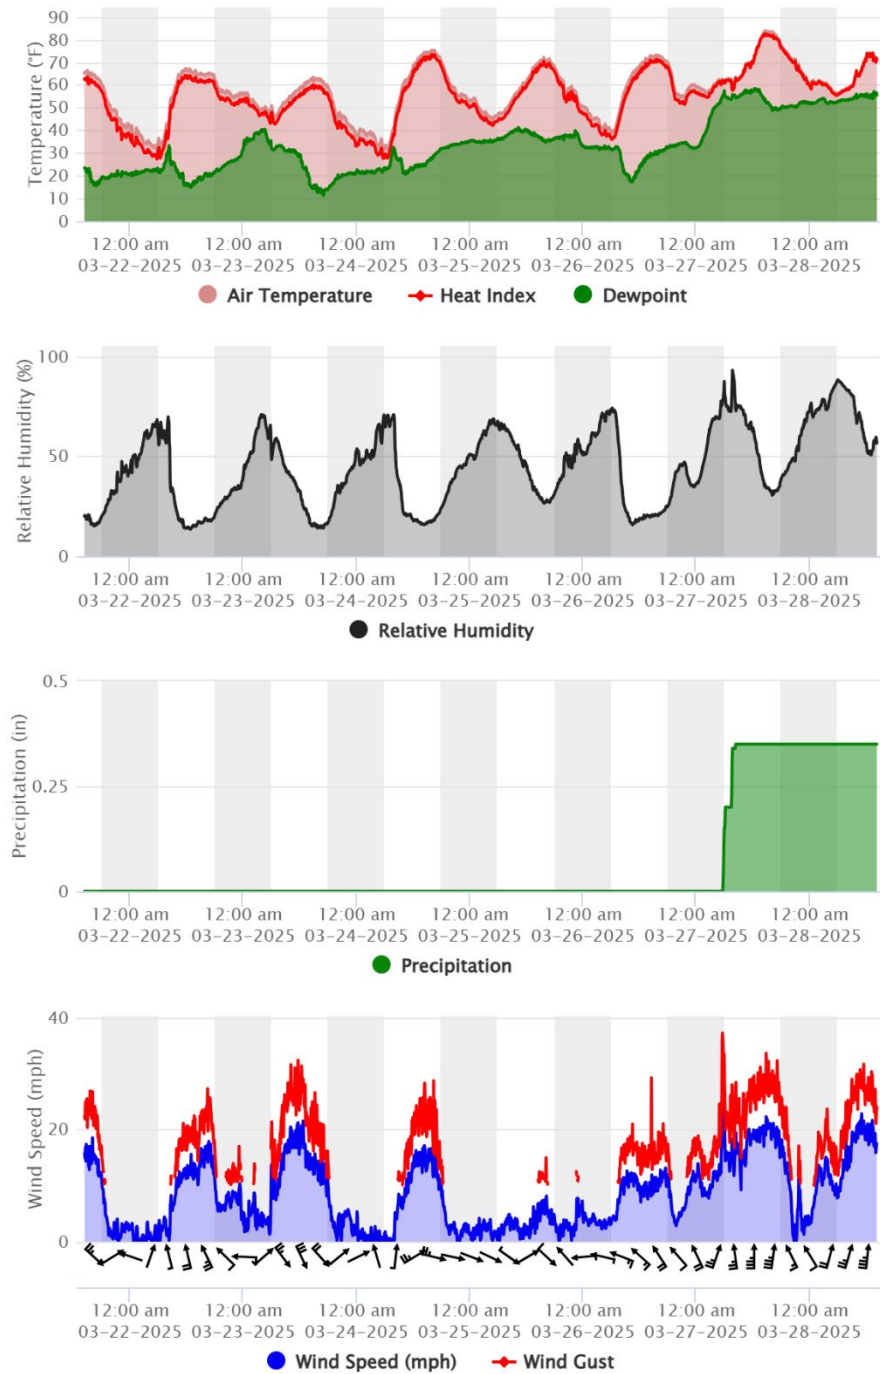 Temperature (°F)
90
80
70
60
50
40
30
20
10
0
12:00 am 12:00 am 12:00 am 12:00 am 12:00 am 12:00 am 12:00 am
03-22-2025 03-23-2025 03-24-2025 03-25-2025 03-26-2025 03-27-2025 03-28-2025
Air Temperature Heat Index Dewpoint
Relative Humidity (%)
100
50
0
12:00 am 12:00 am 12:00 am 12:00 am 12:00 am 12:00 am 12:00 am
03-22-2025 03-23-2025 03-24-2025 03-25-2025 03-26-2025 03-27-2025 03-28-2025
Relative Humidity
Precipitation (in)
0.5
0.25
0
12:00 am 12:00 am 12:00 am 12:00 am 12:00 am 12:00 am 12:00 am
03-22-2025 03-23-2025 03-24-2025 03-25-2025 03-26-2025 03-27-2025 03-28-2025
Precipitation
Wind Speed (mph)
40
20
0
12:00 am 12:00 am 12:00 am 12:00 am 12:00 am 12:00 am 12:00 am
03-22-2025 03-23-2025 03-24-2025 03-25-2025 03-26-2025 03-27-2025 03-28-2025
Wind Speed (mph) Wind Gust